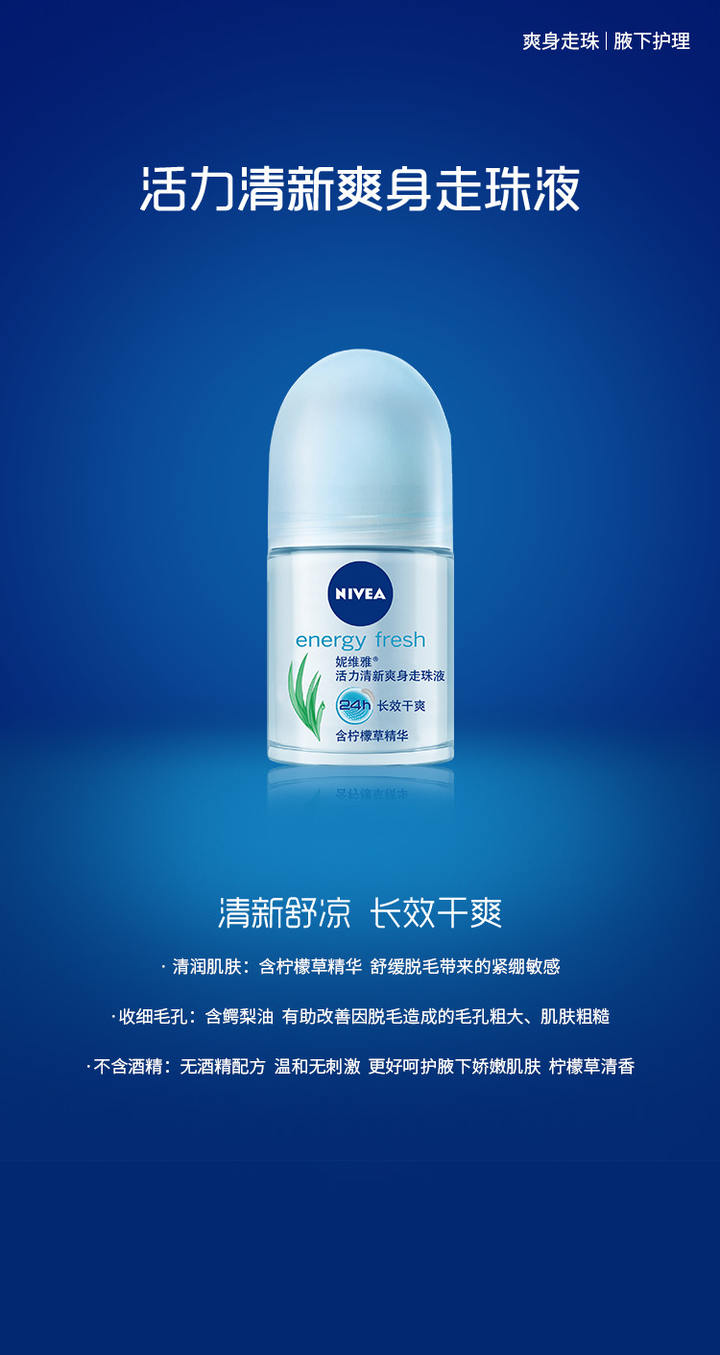 爽身走珠|腋下护理
活力清新爽身走珠液
NIVEA
energy fresh
妮维雅®
活力清新爽身走珠液
24h 长效干爽
含柠檬草精华
清新舒凉 长效干爽
·清润肌肤：含柠檬草精华 舒缓脱毛带来的紧绷敏感
·收细毛孔：含鳄梨油 有助改善因脱毛造成的毛孔粗大、肌肤粗糙
·不含酒精：无酒精配方 温和无刺激 更好呵护腋下娇嫩肌肤 柠檬草清香